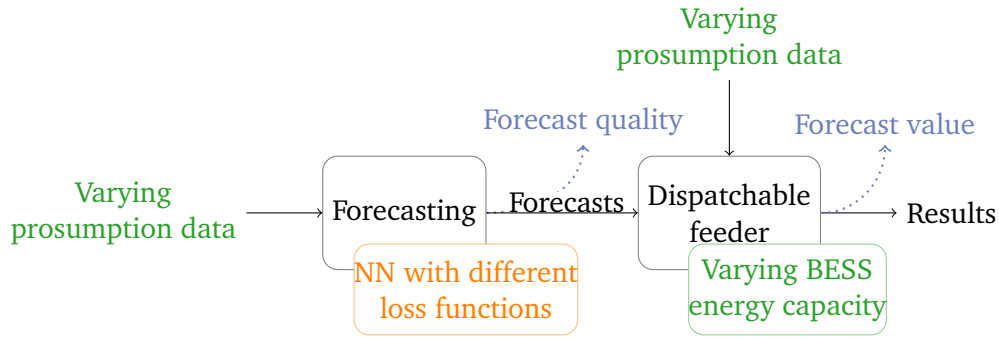 Varying
prosumption data
Forecast quality
Forecast value
Varying
prosumption data
Forecasting
Forecasts
Dispatchable
feeder
Results
NN with different
loss functions
Varying BESS
energy capacity